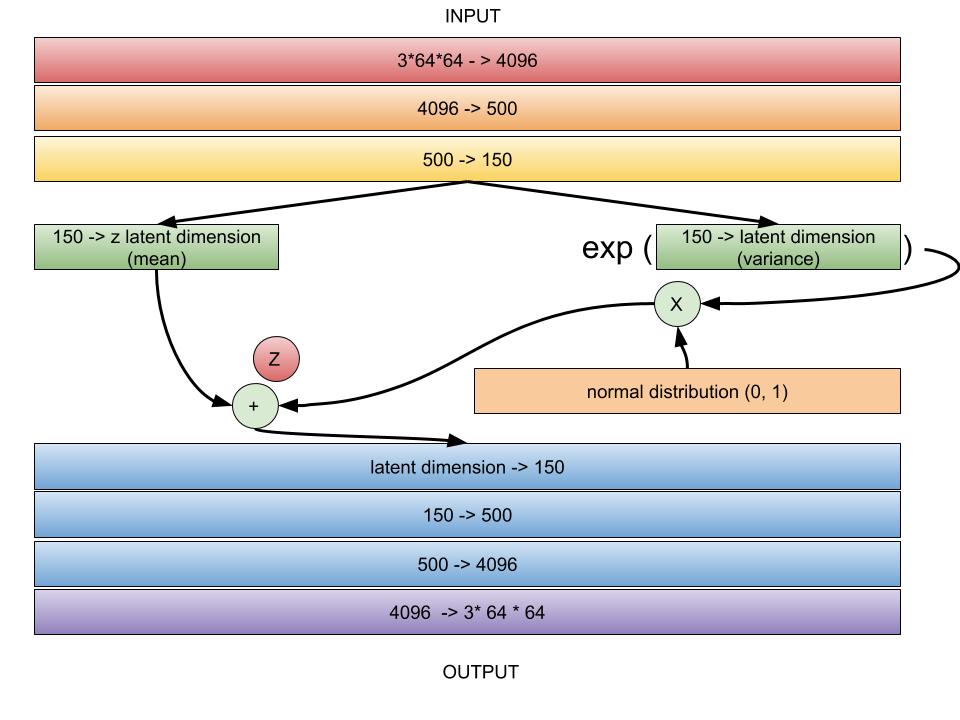 INPUT
3*64*64 - > 4096
4096 -> 500
500 -> 150
150 -> z latent dimension
(mean)
exp (
150 -> latent dimension
(variance)
)
X
Z
normal distribution (0, 1)
+
latent dimension -> 150
150 -> 500
500 -> 4096
4096  -> 3* 64 * 64
OUTPUT